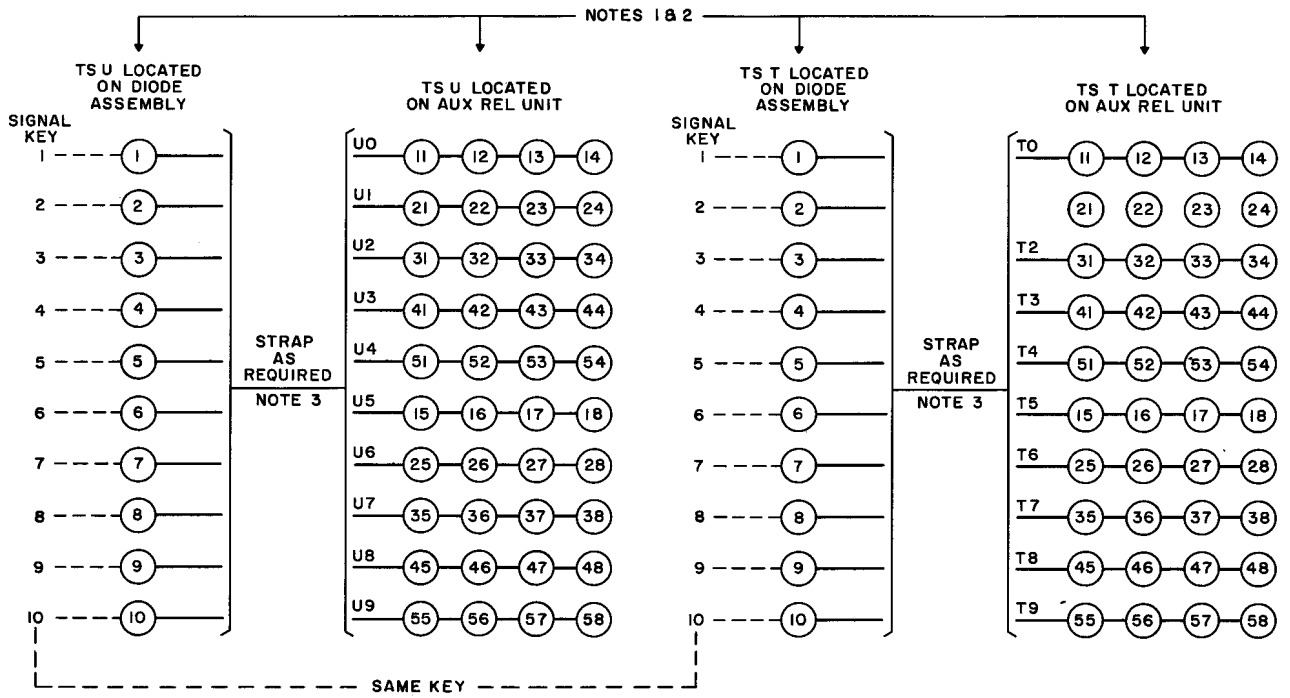 NOTES 1 & 2
TS U LOCATED
ON DIODE
ASSEMBLY
TS U LOCATED
ON AUX REL UNIT
TS T LOCATED
ON DIODE
ASSEMBLY
TS T LOCATED
ON AUX REL UNIT
SIGNAL
KEY
SIGNAL
KEY
1 1 U0 11 12 13 14 1 1 T0 11 12 13 14
2 2 U1 21 22 23 24 2 2 21 22 23 24
3 3 U2 31 32 33 34 3 3 T2 31 32 33 34
4 4 U3 41 42 43 44 4 4 T3 41 42 43 44
5 5 U4 51 52 53 54 5 5 T4 51 52 53 54
STRAP
AS
REQUIRED
NOTE 3
STRAP
AS
REQUIRED
NOTE 3
6 6 U5 15 16 17 18 6 6 T5 15 16 17 18
7 7 U6 25 26 27 28 7 7 T6 25 26 27 28
8 8 U7 35 36 37 38 8 8 T7 35 36 37 38
9 9 U8 45 46 47 48 9 9 T8 45 46 47 48
10 10 U9 55 56 57 58 10 10 T9 55 56 57 58
SAME KEY